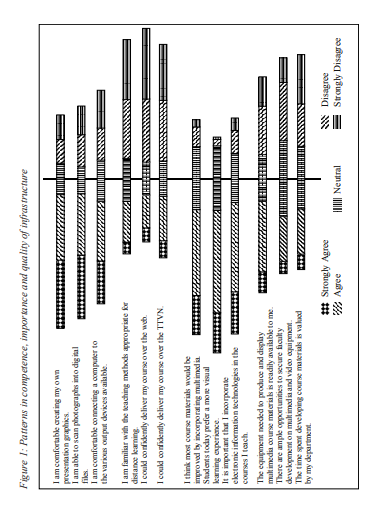 Figure 1: Patterns in competence, importance and quality of infrastructure
I am comfortable creating my own
presentation graphics.
I am able to scan photographs into digital
files.
I am comfortable connecting a computer to
the various output devices available.
I am familiar with the teaching methods appropriate for
distance learning.
I could confidently deliver my course over the web.
I could confidently deliver my course over the TTVN.
I think most course materials would be
improved by incorporating multimedia.
Students today prefer a more visual
learning experience.
It is important that I incorporate
electronic information technologies in the
courses I teach.
The equipment needed to produce and display
multimedia course materials is readily available to me.
There are ample opportunities to secure faculty
development on multimedia and video equipment.
The time spent developing course materials is valued
by my department.
Strongly Agree
Agree
Neutral
Disagree
Strongly Disagree